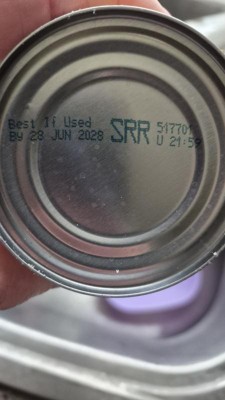 Best If Used
By 28 JUN 2028
SRR
517701
U 21:59